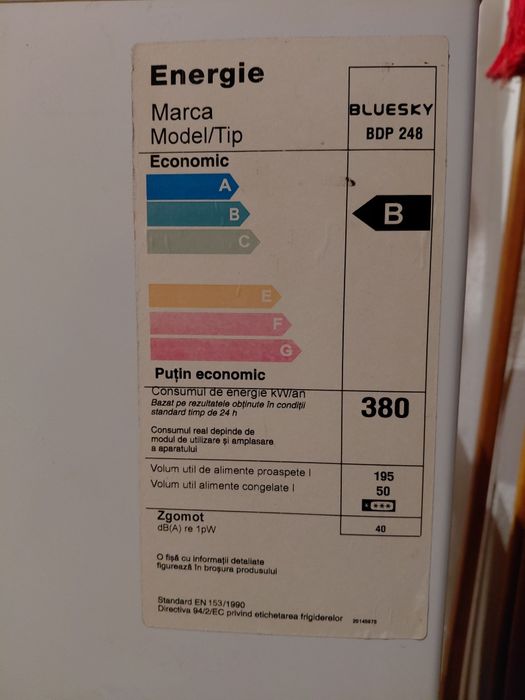 Energie
Marca BLUESKY
Model/Tip BDP 248
Economic
A
B B
C
E
F
G
Puțin economic
Consumul de energie kW/an 380
Bazat pe rezultatele obținute în condiții
standard timp de 24 h
Consumul real depinde de
modul de utilizare și amplasare
a aparatului
Volum util de alimente proaspete l 195
Volum util alimente congelate l 50
* ***
Zgomot
dB(A) re 1pW 40
O fișă cu informații detaliate
figurează în broșura produsului
Standard EN 153/1990
Directiva 94/2/EC privind etichetarea frigiderelor